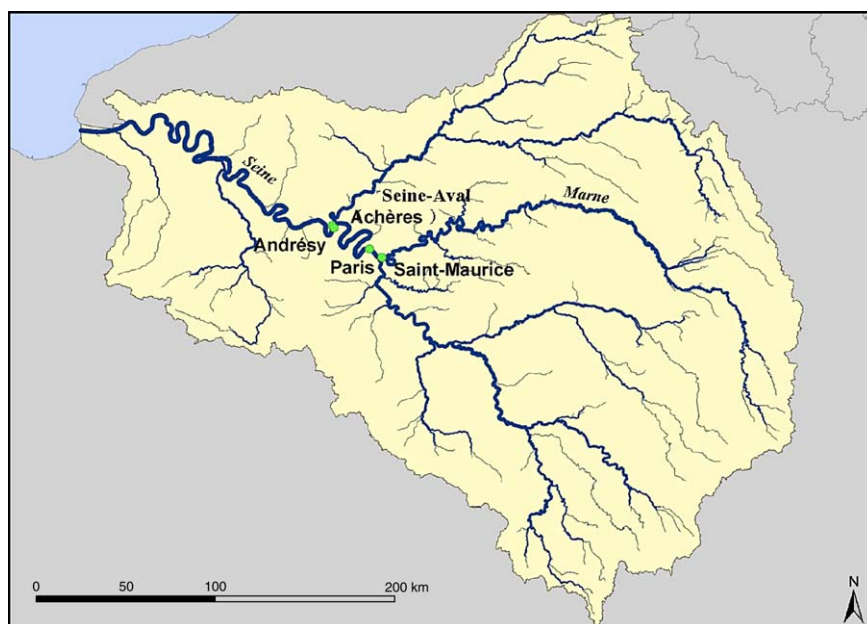 Seine
Seine-Aval
Marne
(Achères )
Andrésy
Paris
Saint-Maurice
0 50 100 200 km
N